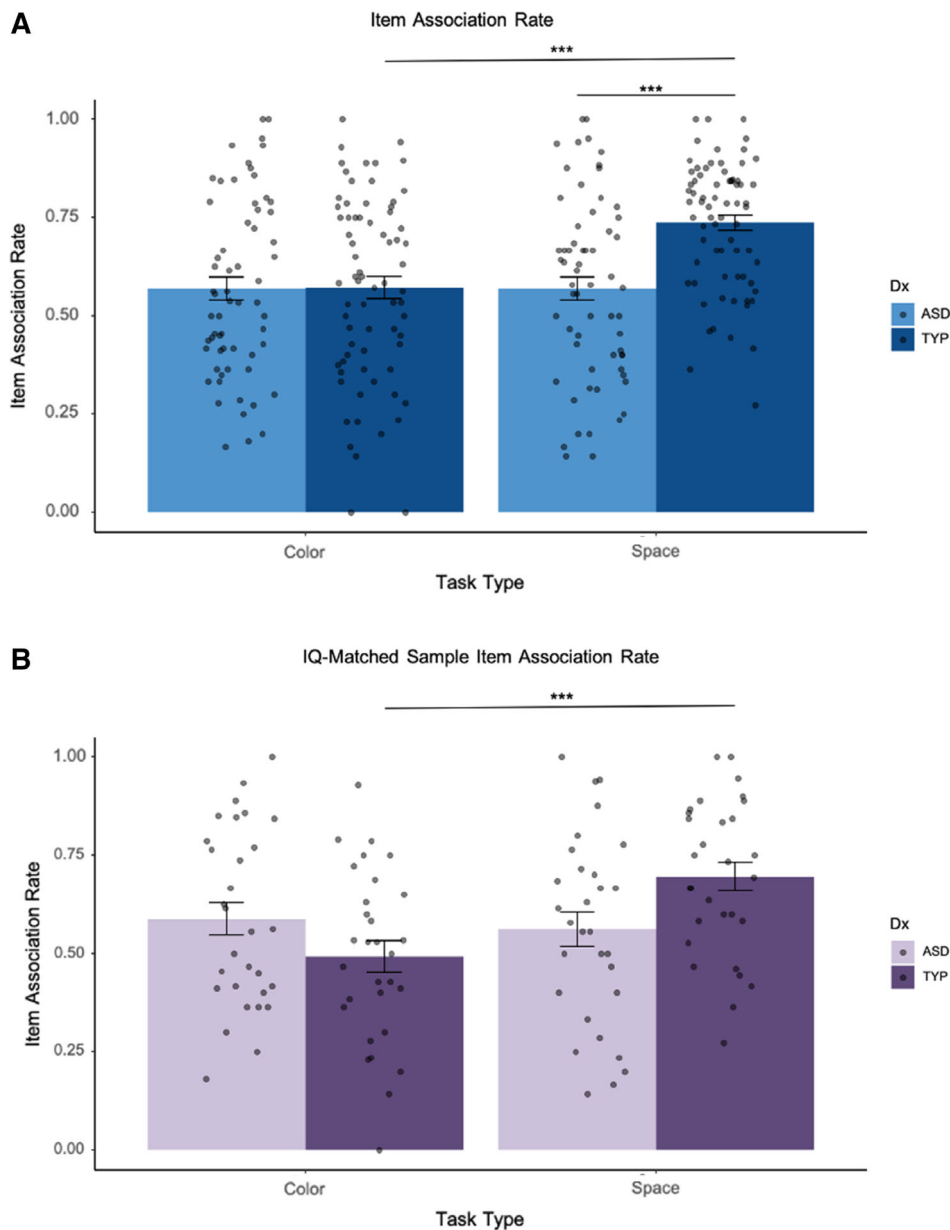 A
Item Association Rate
***
***
1.00
0.75
0.50
0.25
0.00
Item Association Rate
Color
Space
Task Type
Dx
ASD
TYP
B
IQ-Matched Sample Item Association Rate
***
1.00
0.75
0.50
0.25
0.00
Item Association Rate
Color
Space
Task Type
Dx
ASD
TYP